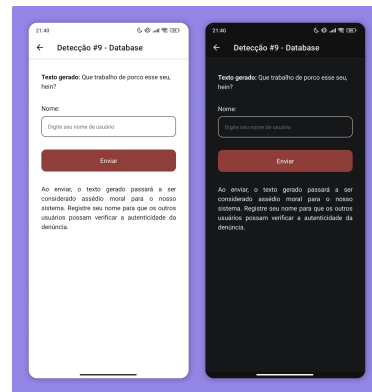 21:40
Detecção #9 - Database
Texto gerado: Que trabalho de porco esse seu,
hein?
Nome:
Digite seu nome de usuário
Enviar
Ao enviar, o texto gerado passará a ser
considerado assédio moral para o nosso
sistema. Registre seu nome para que os outros
usuários possam verificar a autenticidade da
denúncia.
21:40
Detecção #9 - Database
Texto gerado: Que trabalho de porco esse seu,
hein?
Nome:
Digite seu nome de usuário
Enviar
Ao enviar, o texto gerado passará a ser
considerado assédio moral para o nosso
sistema. Registre seu nome para que os outros
usuários possam verificar a autenticidade da
denúncia.